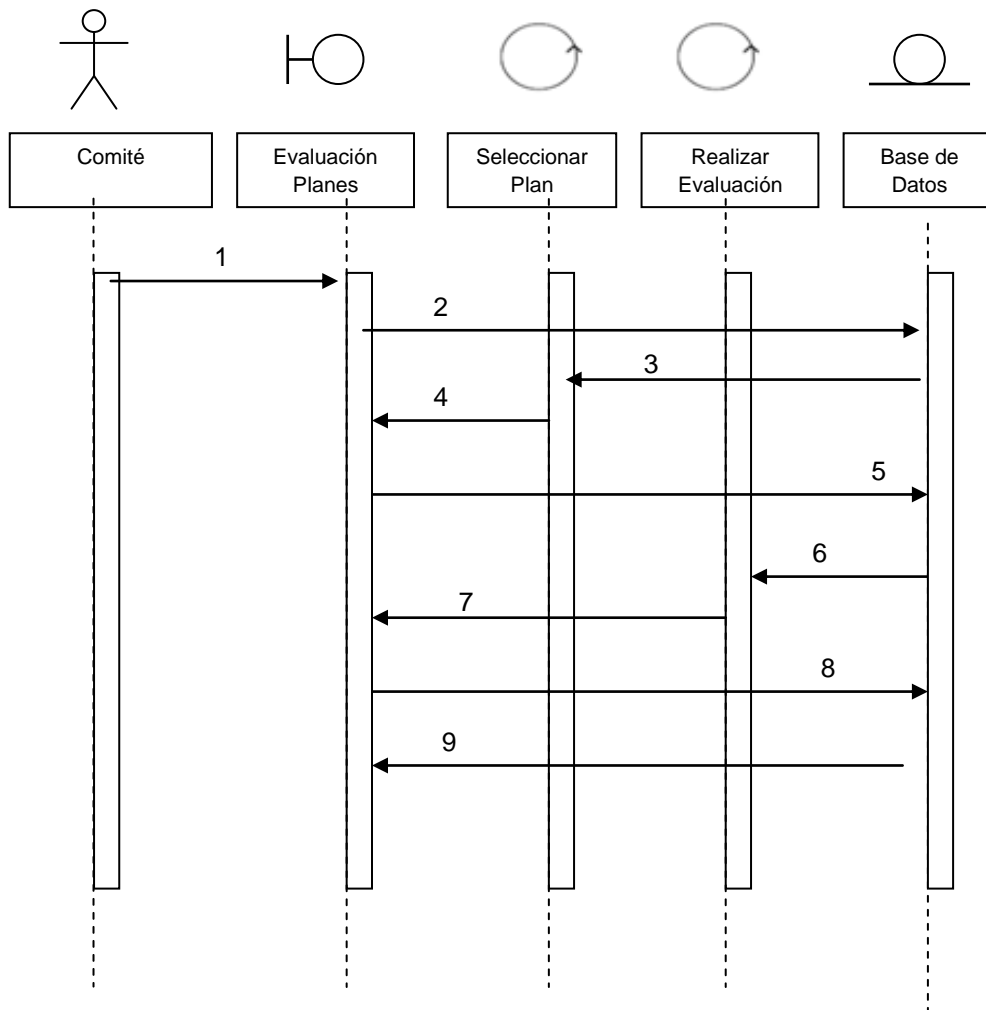 Comité
Evaluación
Planes
Seleccionar
Plan
Realizar
Evaluación
Base de
Datos
1
2
3
4
5
6
7
8
9